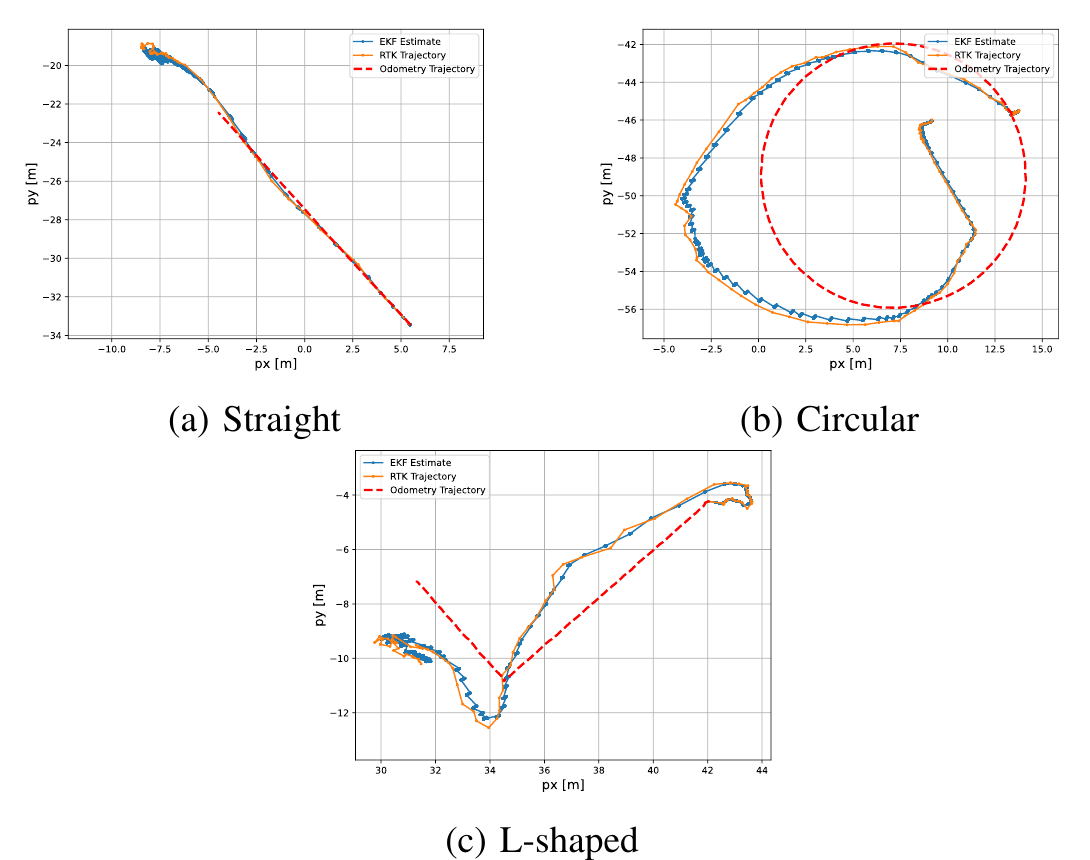 EKF Estimate
RTK Trajectory
Odometry Trajectory
py [m]
−20
−22
−24
−26
−28
−30
−32
−34
−10.0 −7.5 −5.0 −2.5 0.0 2.5 5.0 7.5
px [m]
(a) Straight
EKF Estimate
RTK Trajectory
Odometry Trajectory
py [m]
−42
−44
−46
−48
−50
−52
−54
−56
−5.0 −2.5 0.0 2.5 5.0 7.5 10.0 12.5 15.0
px [m]
(b) Circular
EKF Estimate
RTK Trajectory
Odometry Trajectory
py [m]
−4
−6
−8
−10
−12
30 32 34 36 38 40 42 44
px [m]
(c) L-shaped